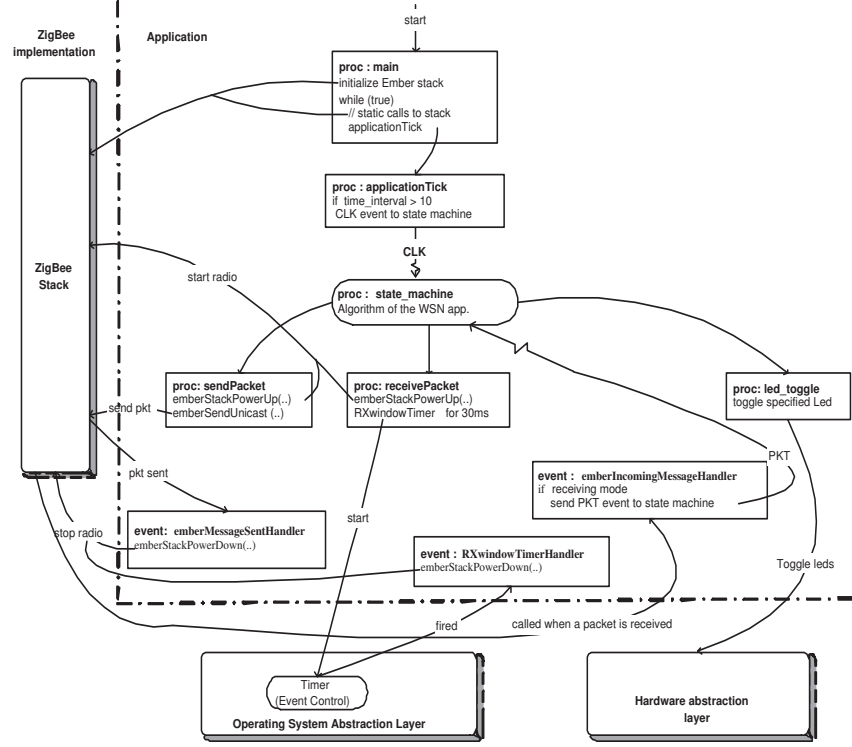 start
ZigBee
implementation
Application
proc : main
initialize Ember stack
while (true)
// static calls to stack
applicationTick
proc : applicationTick
if time_interval > 10
CLK event to state machine
CLK
ZigBee
Stack
start radio
proc : state_machine
Algorithm of the WSN app.
proc: sendPacket
emberStackPowerUp(..)
emberSendUnicast (..)
proc: receivePacket
emberStackPowerUp(..)
RXwindowTimer for 30ms
proc: led_toggle
toggle specified Led
send pkt
pkt sent
PKT
event : emberIncomingMessageHandler
if receiving mode
send PKT event to state machine
start
stop radio
event: emberMessageSentHandler
emberStackPowerDown(..)
event : RXwindowTimerHandler
emberStackPowerDown(..)
Toggle leds
fired
called when a packet is received
Timer
(Event Control)
Operating System Abstraction Layer
Hardware abstraction
layer